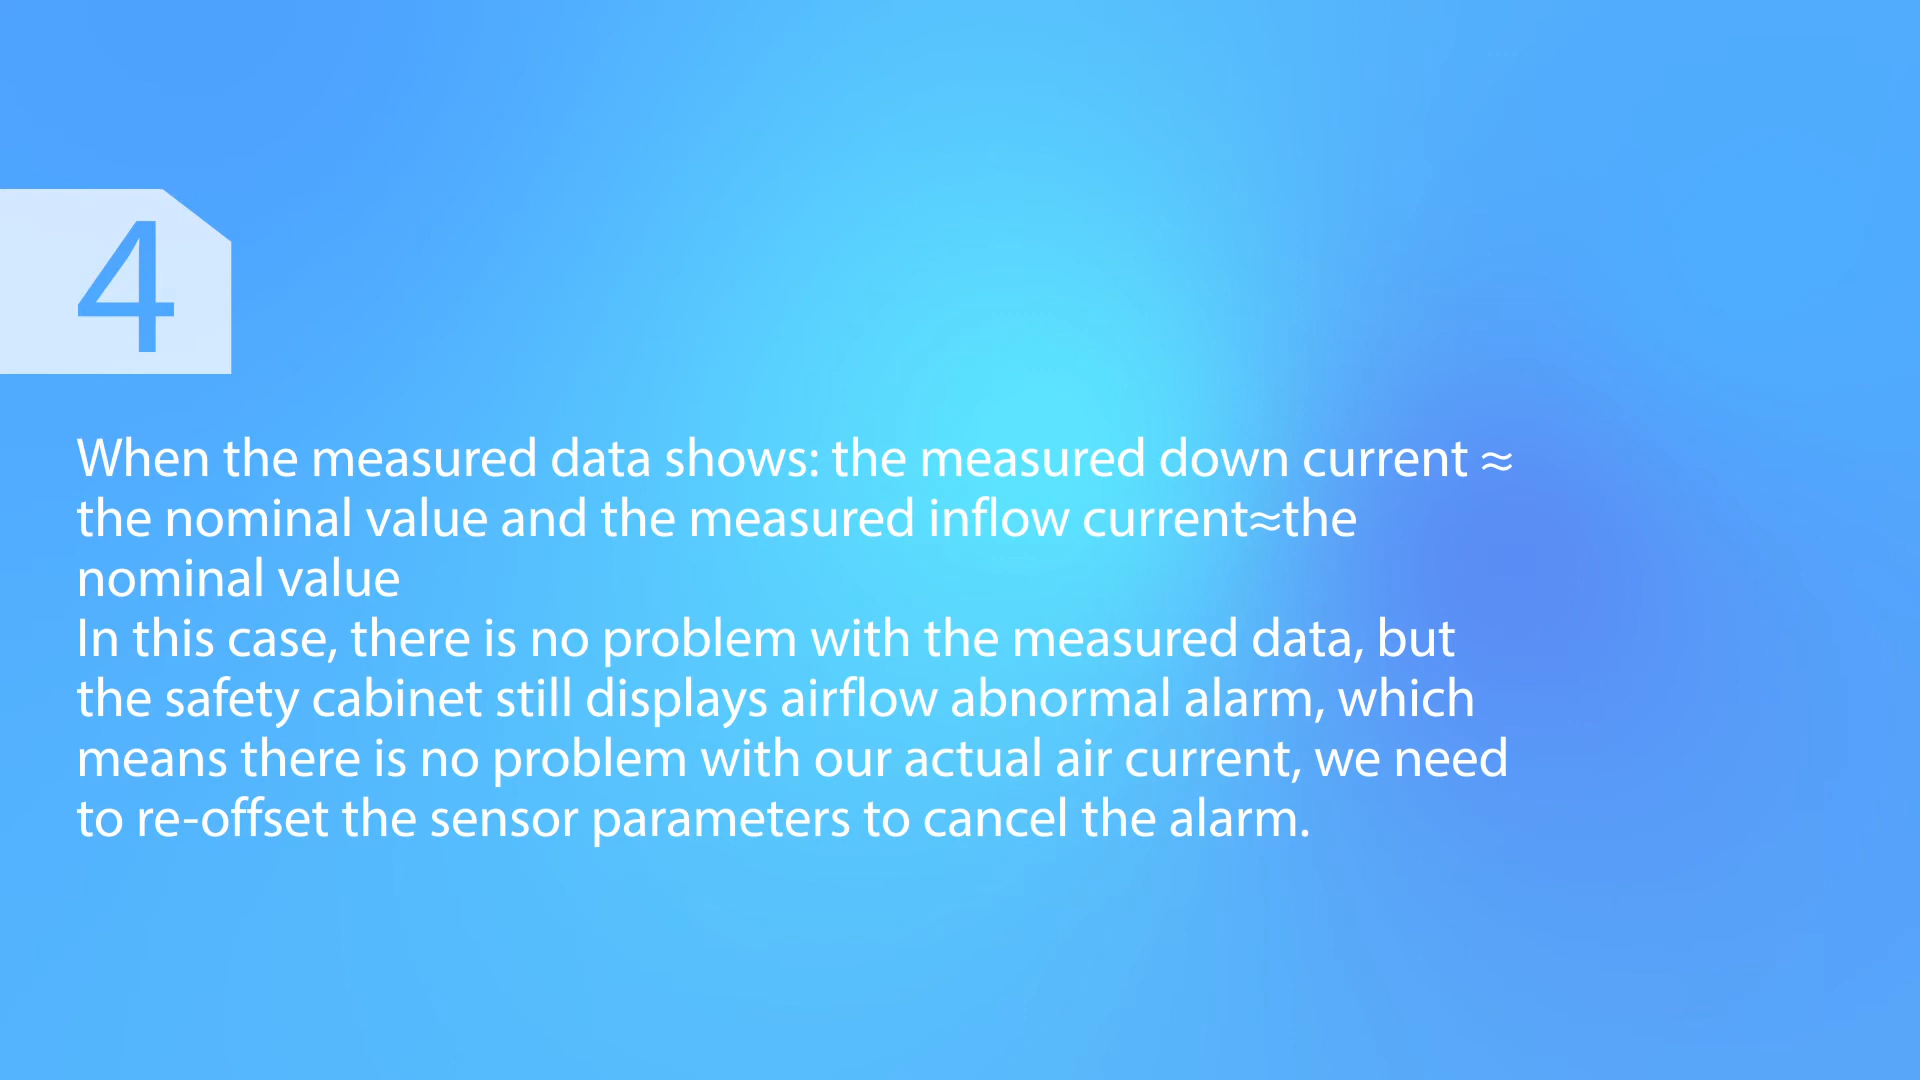 4
When the measured data shows: the measured down current ≈
the nominal value and the measured inflow current≈the
nominal value
In this case, there is no problem with the measured data, but
the safety cabinet still displays airflow abnormal alarm, which
means there is no problem with our actual air current, we need
to re-offset the sensor parameters to cancel the alarm.